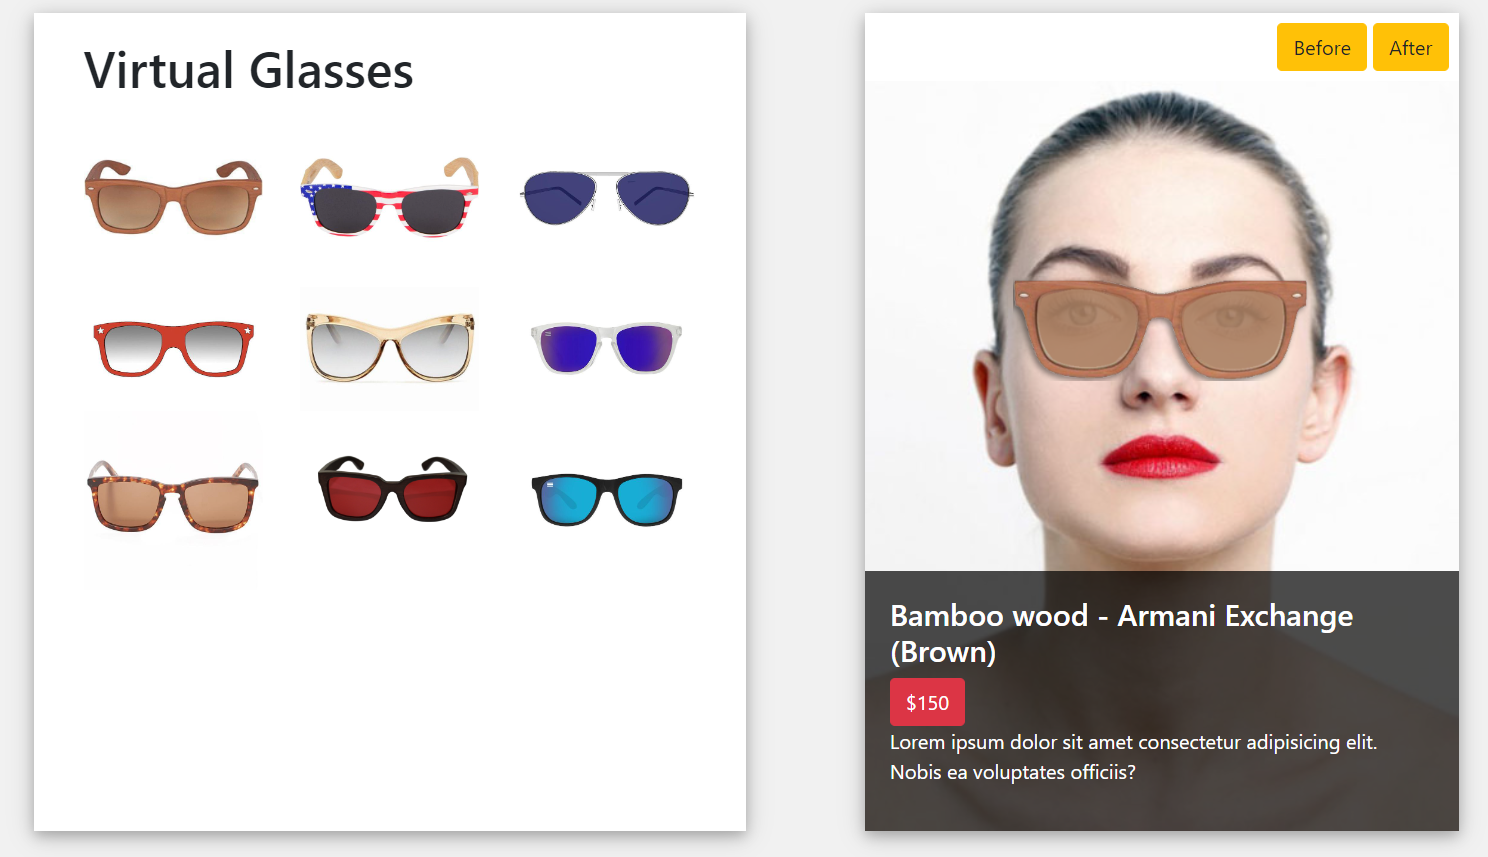 Virtual Glasses
Before
After
Bamboo wood - Armani Exchange
(Brown)
$150
Lorem ipsum dolor sit amet consectetur adipisicing elit.
Nobis ea voluptates officiis?